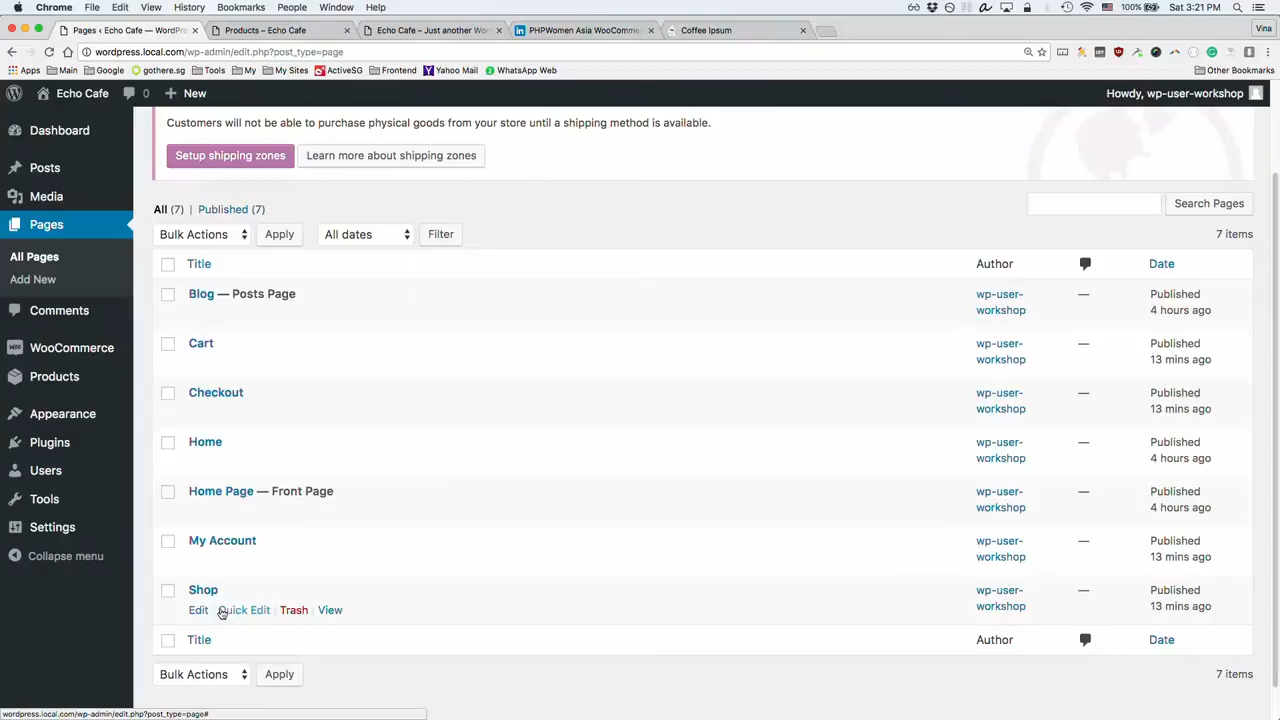 Chrome File Edit View History Bookmarks People Window Help 100% Sat 3:21 PM
Pages ‹ Echo Cafe — WordPr Products – Echo Cafe Echo Cafe – Just another Wor PHPWomen Asia WooComme Coffee Ipsum Vina
wordpress.local.com/wp-admin/edit.php?post_type=page
Apps Main Google gothere.sg Tools My My Sites ActiveSG Frontend Yahoo Mail WhatsApp Web Other Bookmarks
Echo Cafe 0 New Howdy, wp-user-workshop
Customers will not be able to purchase physical goods from your store until a shipping method is available.
Setup shipping zones Learn more about shipping zones
Dashboard
Posts
Media
Pages
All Pages
Add New
Comments
WooCommerce
Products
Appearance
Plugins
Users
Tools
Settings
Collapse menu
All (7) | Published (7) Search Pages
Bulk Actions Apply All dates Filter 7 items
Title Author Date
Blog — Posts Page wp-user-workshop — Published 4 hours ago
Cart wp-user-workshop — Published 13 mins ago
Checkout wp-user-workshop — Published 13 mins ago
Home wp-user-workshop — Published 4 hours ago
Home Page — Front Page wp-user-workshop — Published 4 hours ago
My Account wp-user-workshop — Published 13 mins ago
Shop wp-user-workshop — Published 13 mins ago
Edit | Quick Edit | Trash | View
Title Author Date
Bulk Actions Apply 7 items
wordpress.local.com/wp-admin/edit.php?post_type=page#